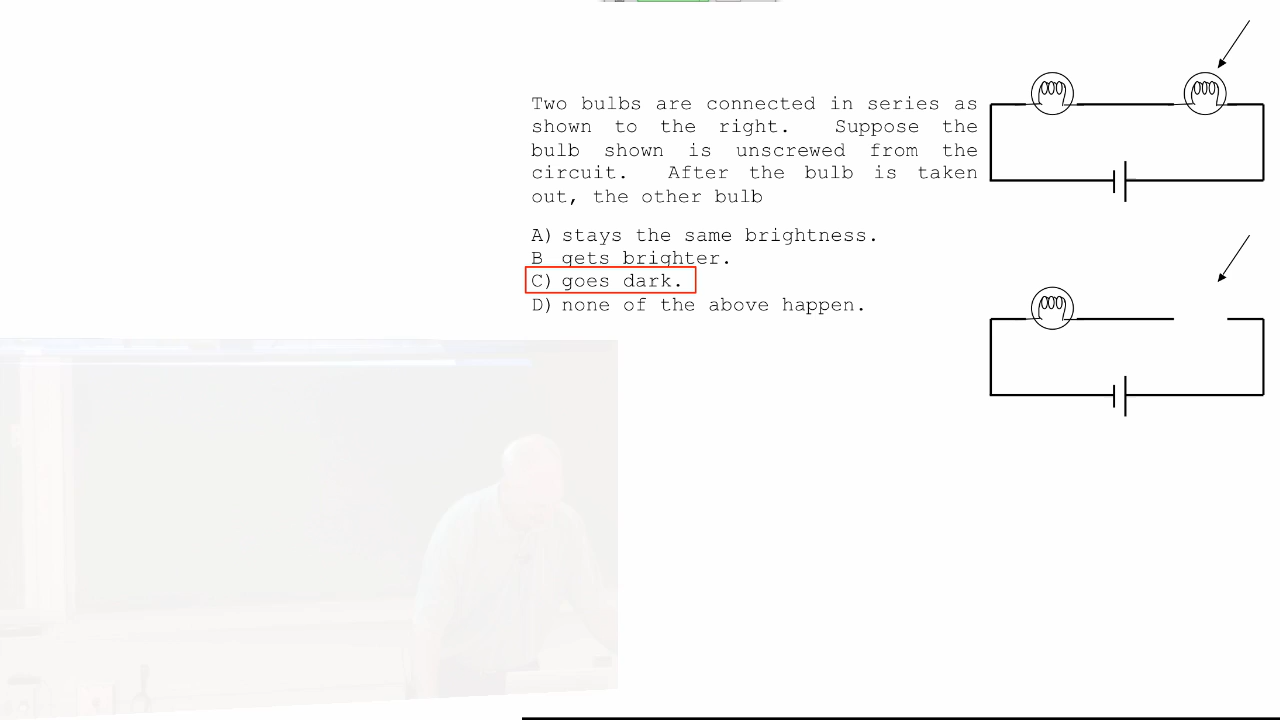 Two bulbs are connected in series as
shown to the right. Suppose the
bulb shown is unscrewed from the
circuit. After the bulb is taken
out, the other bulb
A) stays the same brightness.
B gets brighter.
C) goes dark.
D) none of the above happen.